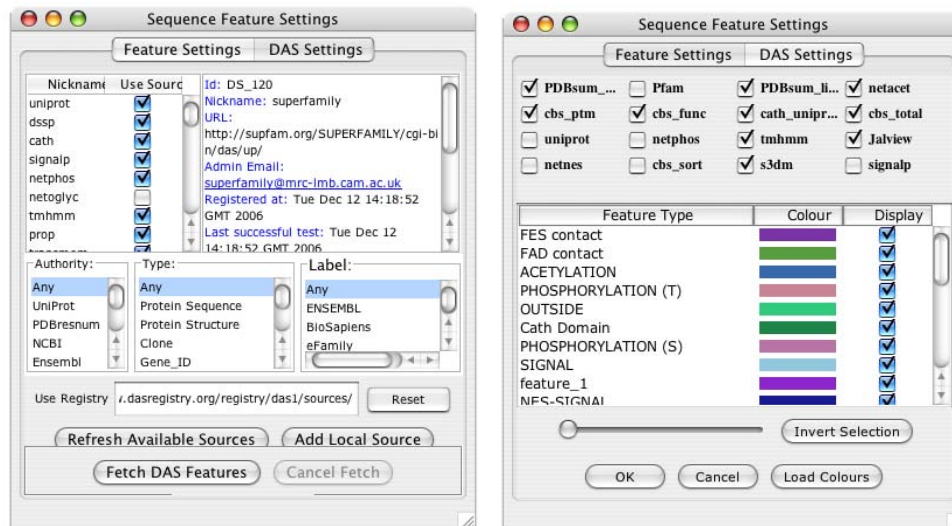 Sequence Feature Settings
Feature Settings DAS Settings
Nickname Use Sourc
uniprot
dssp
cath
signalp
netphos
netoglyc
tmhmm
prop
Id: DS_120
Nickname: superfamily
URL:
http://supfam.org/SUPERFAMILY/cgi-bi
n/das/up/
Admin Email:
superfamily@mrc-lmb.cam.ac.uk
Registered at: Tue Dec 12 14:18:52
GMT 2006
Last successful test: Tue Dec 12
14:18:52 GMT 2006
Authority:
Any
UniProt
PDBresnum
NCBI
Ensembl
Type:
Any
Protein Sequence
Protein Structure
Clone
Gene_ID
Label:
Any
ENSEMBL
BioSapiens
eFamily
Use Registry .dasregistry.org/registry/das1/sources/ Reset
Refresh Available Sources Add Local Source
Fetch DAS Features Cancel Fetch
Sequence Feature Settings
Feature Settings DAS Settings
PDBsum_... Pfam PDBsum_li... netacet
cbs_ptm cbs_func cath_unipr... cbs_total
uniprot netphos tmhmm Jalview
netnes cbs_sort s3dm signalp
Feature Type Colour Display
FES contact
FAD contact
ACETYLATION
PHOSPHORYLATION (T)
OUTSIDE
Cath Domain
PHOSPHORYLATION (S)
SIGNAL
feature_1
NES-SIGNAL
Invert Selection
OK Cancel Load Colours